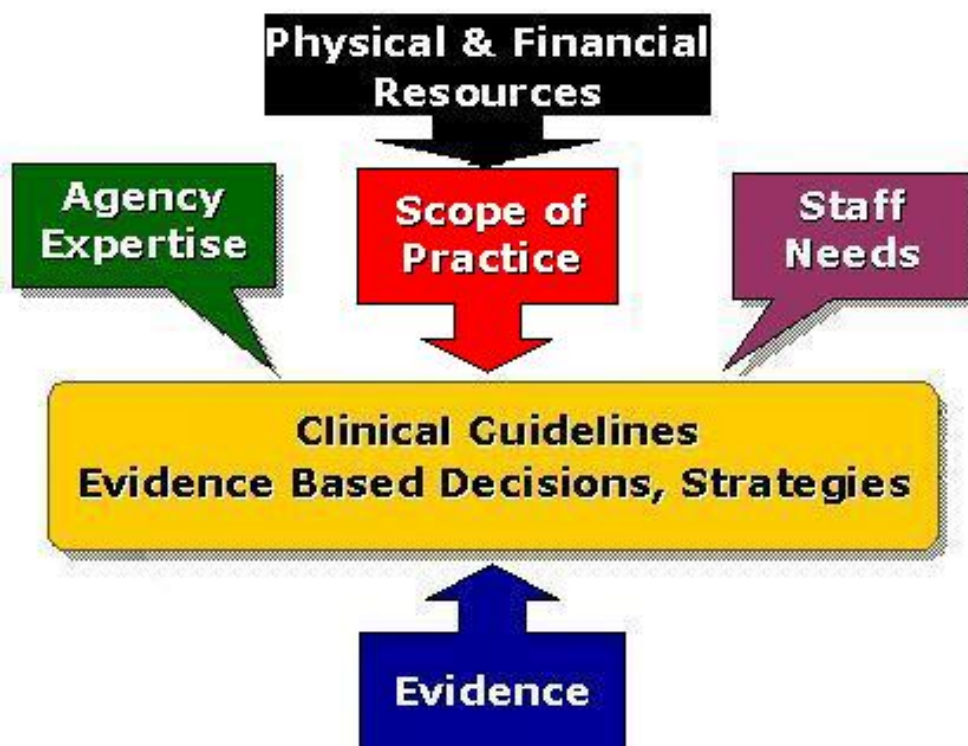 Physical & Financial
Resources
Agency
Expertise
Scope of
Practice
Staff
Needs
Clinical Guidelines
Evidence Based Decisions, Strategies
Evidence